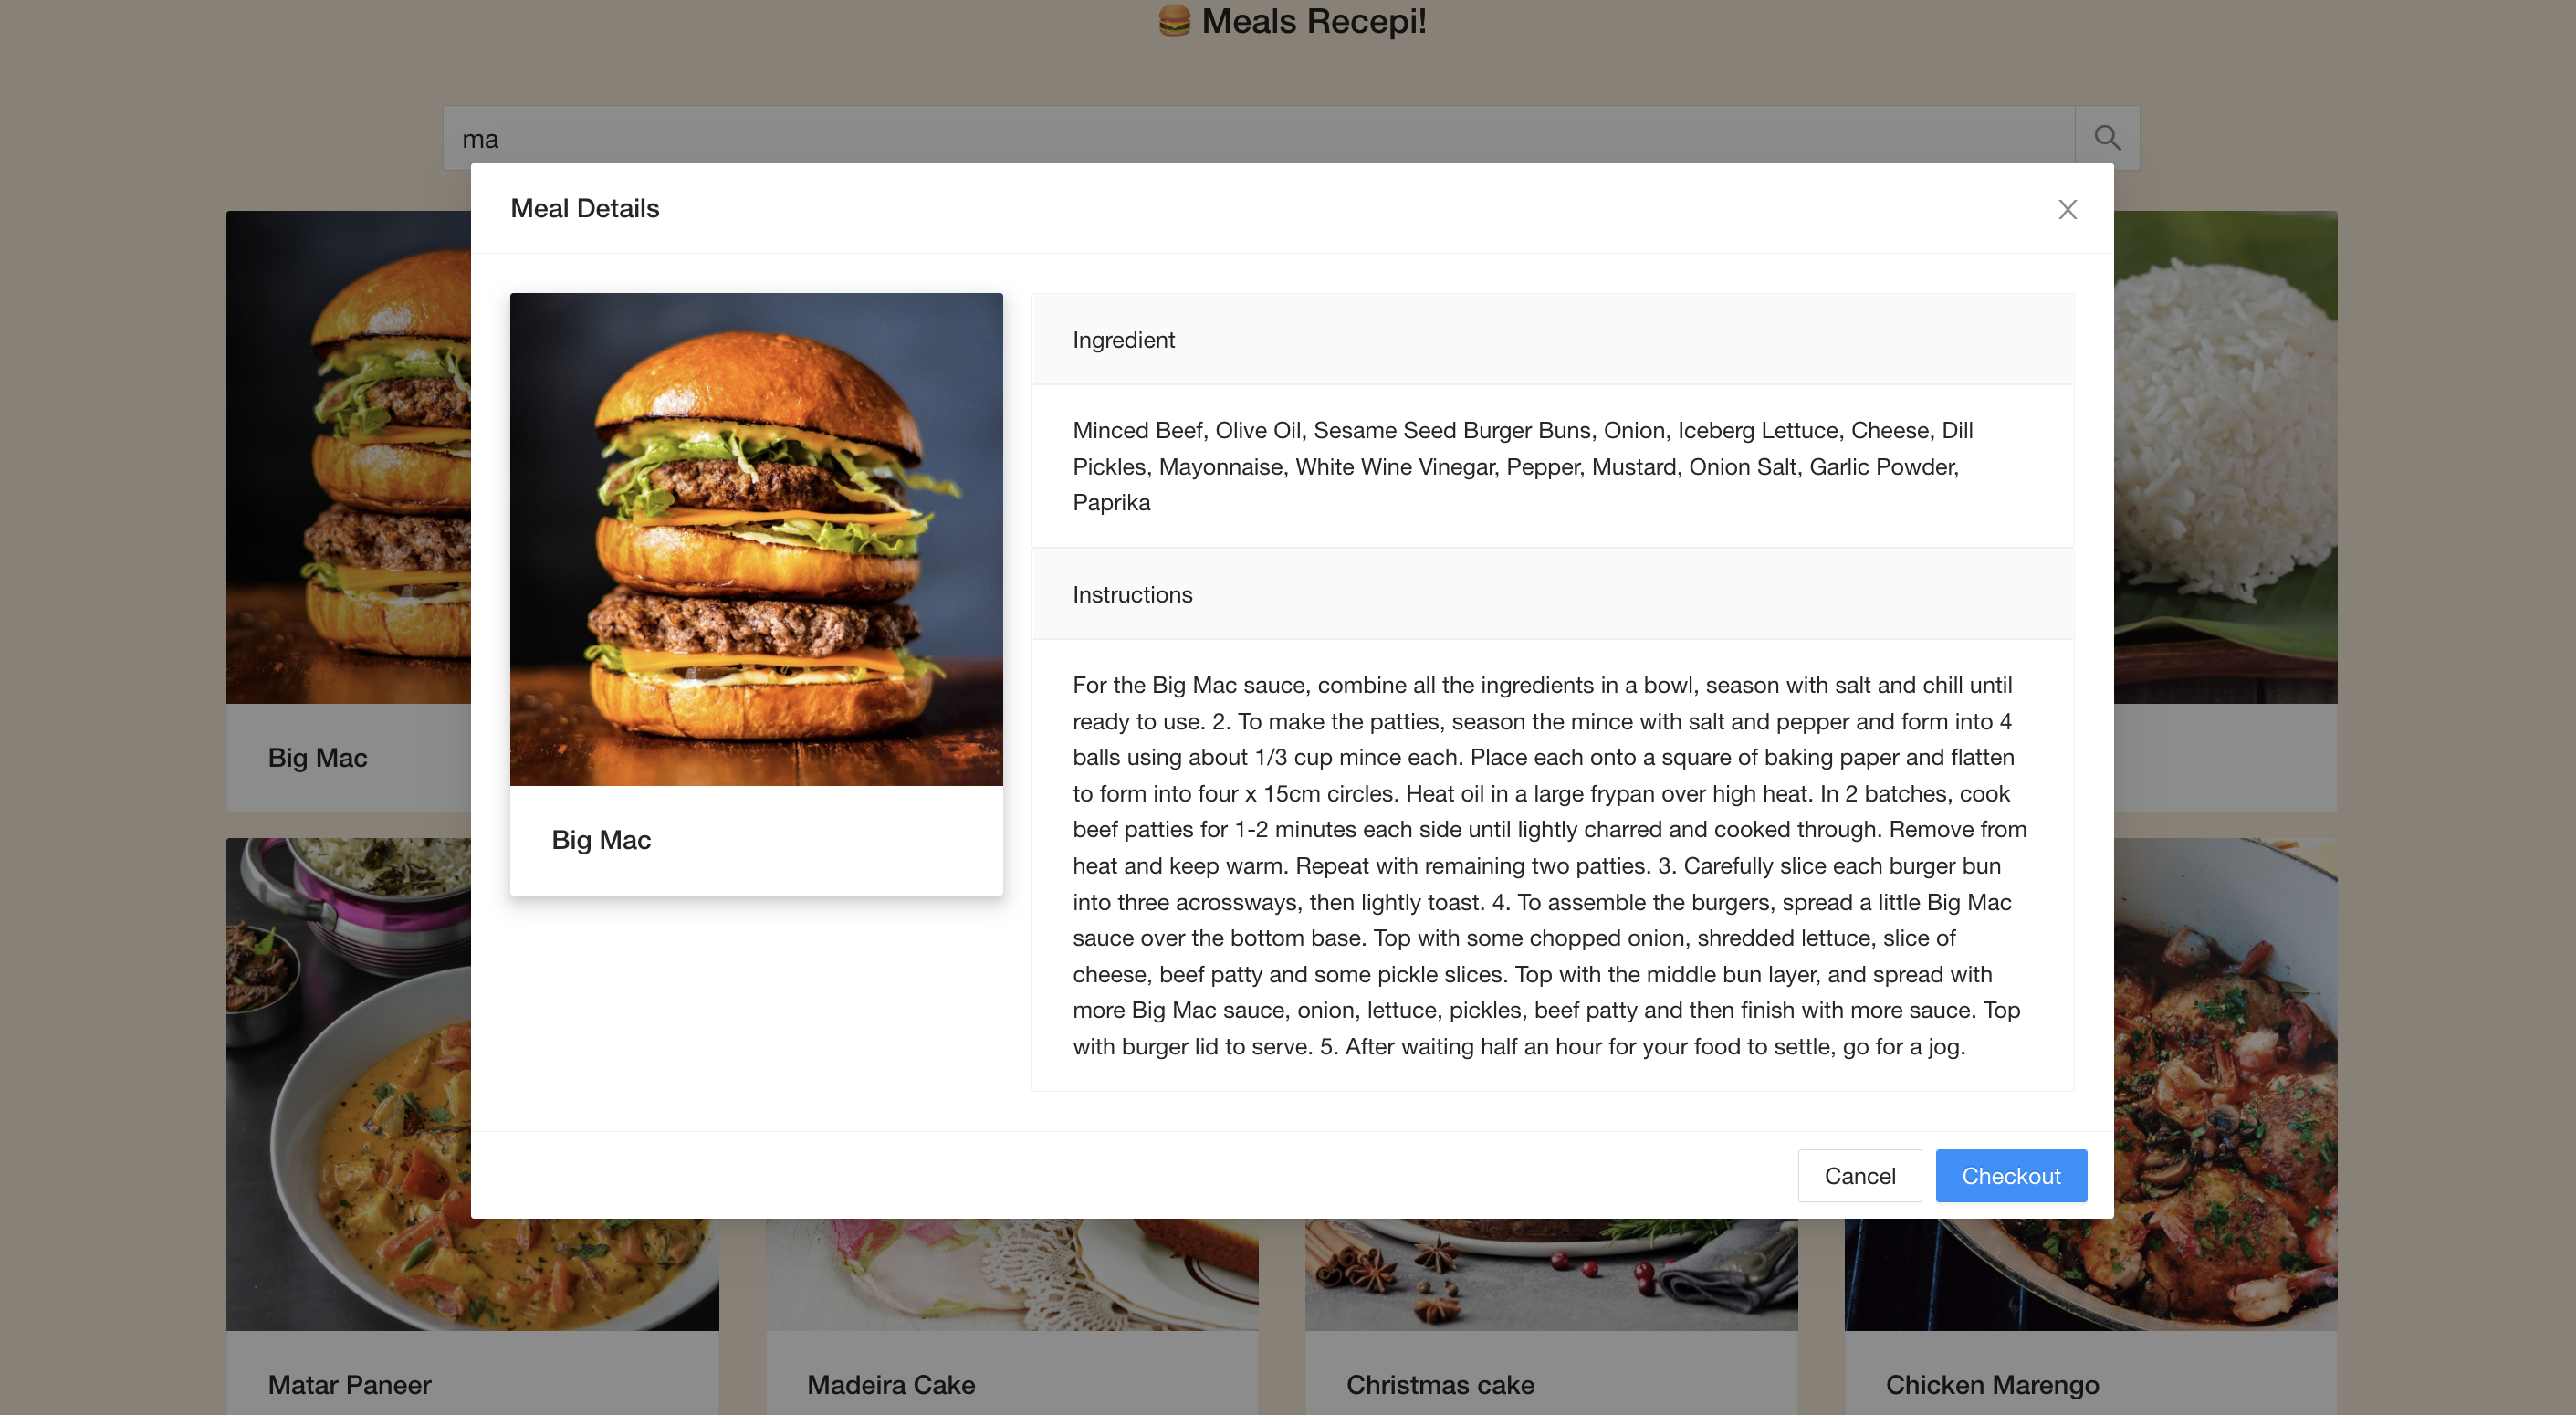 🍔 Meals Recepi!
ma
Meal Details
Ingredient
Minced Beef, Olive Oil, Sesame Seed Burger Buns, Onion, Iceberg Lettuce, Cheese, Dill
Pickles, Mayonnaise, White Wine Vinegar, Pepper, Mustard, Onion Salt, Garlic Powder,
Paprika
Instructions
For the Big Mac sauce, combine all the ingredients in a bowl, season with salt and chill until
ready to use. 2. To make the patties, season the mince with salt and pepper and form into 4
balls using about 1/3 cup mince each. Place each onto a square of baking paper and flatten
to form into four x 15cm circles. Heat oil in a large frypan over high heat. In 2 batches, cook
beef patties for 1-2 minutes each side until lightly charred and cooked through. Remove from
heat and keep warm. Repeat with remaining two patties. 3. Carefully slice each burger bun
into three acrossways, then lightly toast. 4. To assemble the burgers, spread a little Big Mac
sauce over the bottom base. Top with some chopped onion, shredded lettuce, slice of
cheese, beef patty and some pickle slices. Top with the middle bun layer, and spread with
more Big Mac sauce, onion, lettuce, pickles, beef patty and then finish with more sauce. Top
with burger lid to serve. 5. After waiting half an hour for your food to settle, go for a jog.
Big Mac
Cancel
Checkout
Big Mac
Matar Paneer
Madeira Cake
Christmas cake
Chicken Marengo